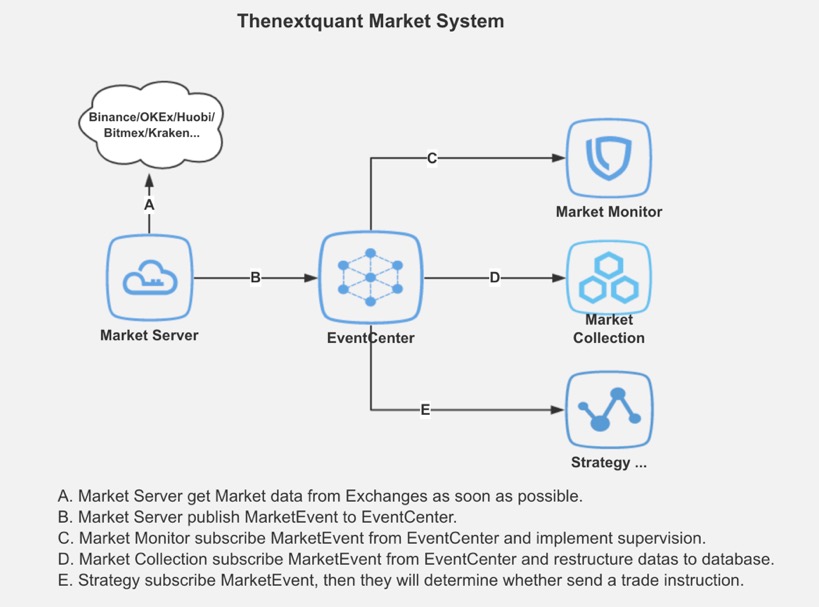 Thenextquant Market System
Binance/OKEx/Huobi/
Bitmex/Kraken...
C
A
Market Monitor
B
D
Market Server
EventCenter
Market
Collection
E
Strategy ...
A. Market Server get Market data from Exchanges as soon as possible.
B. Market Server publish MarketEvent to EventCenter.
C. Market Monitor subscribe MarketEvent from EventCenter and implement supervision.
D. Market Collection subscribe MarketEvent from EventCenter and restructure datas to database.
E. Strategy subscribe MarketEvent, then they will determine whether send a trade instruction.